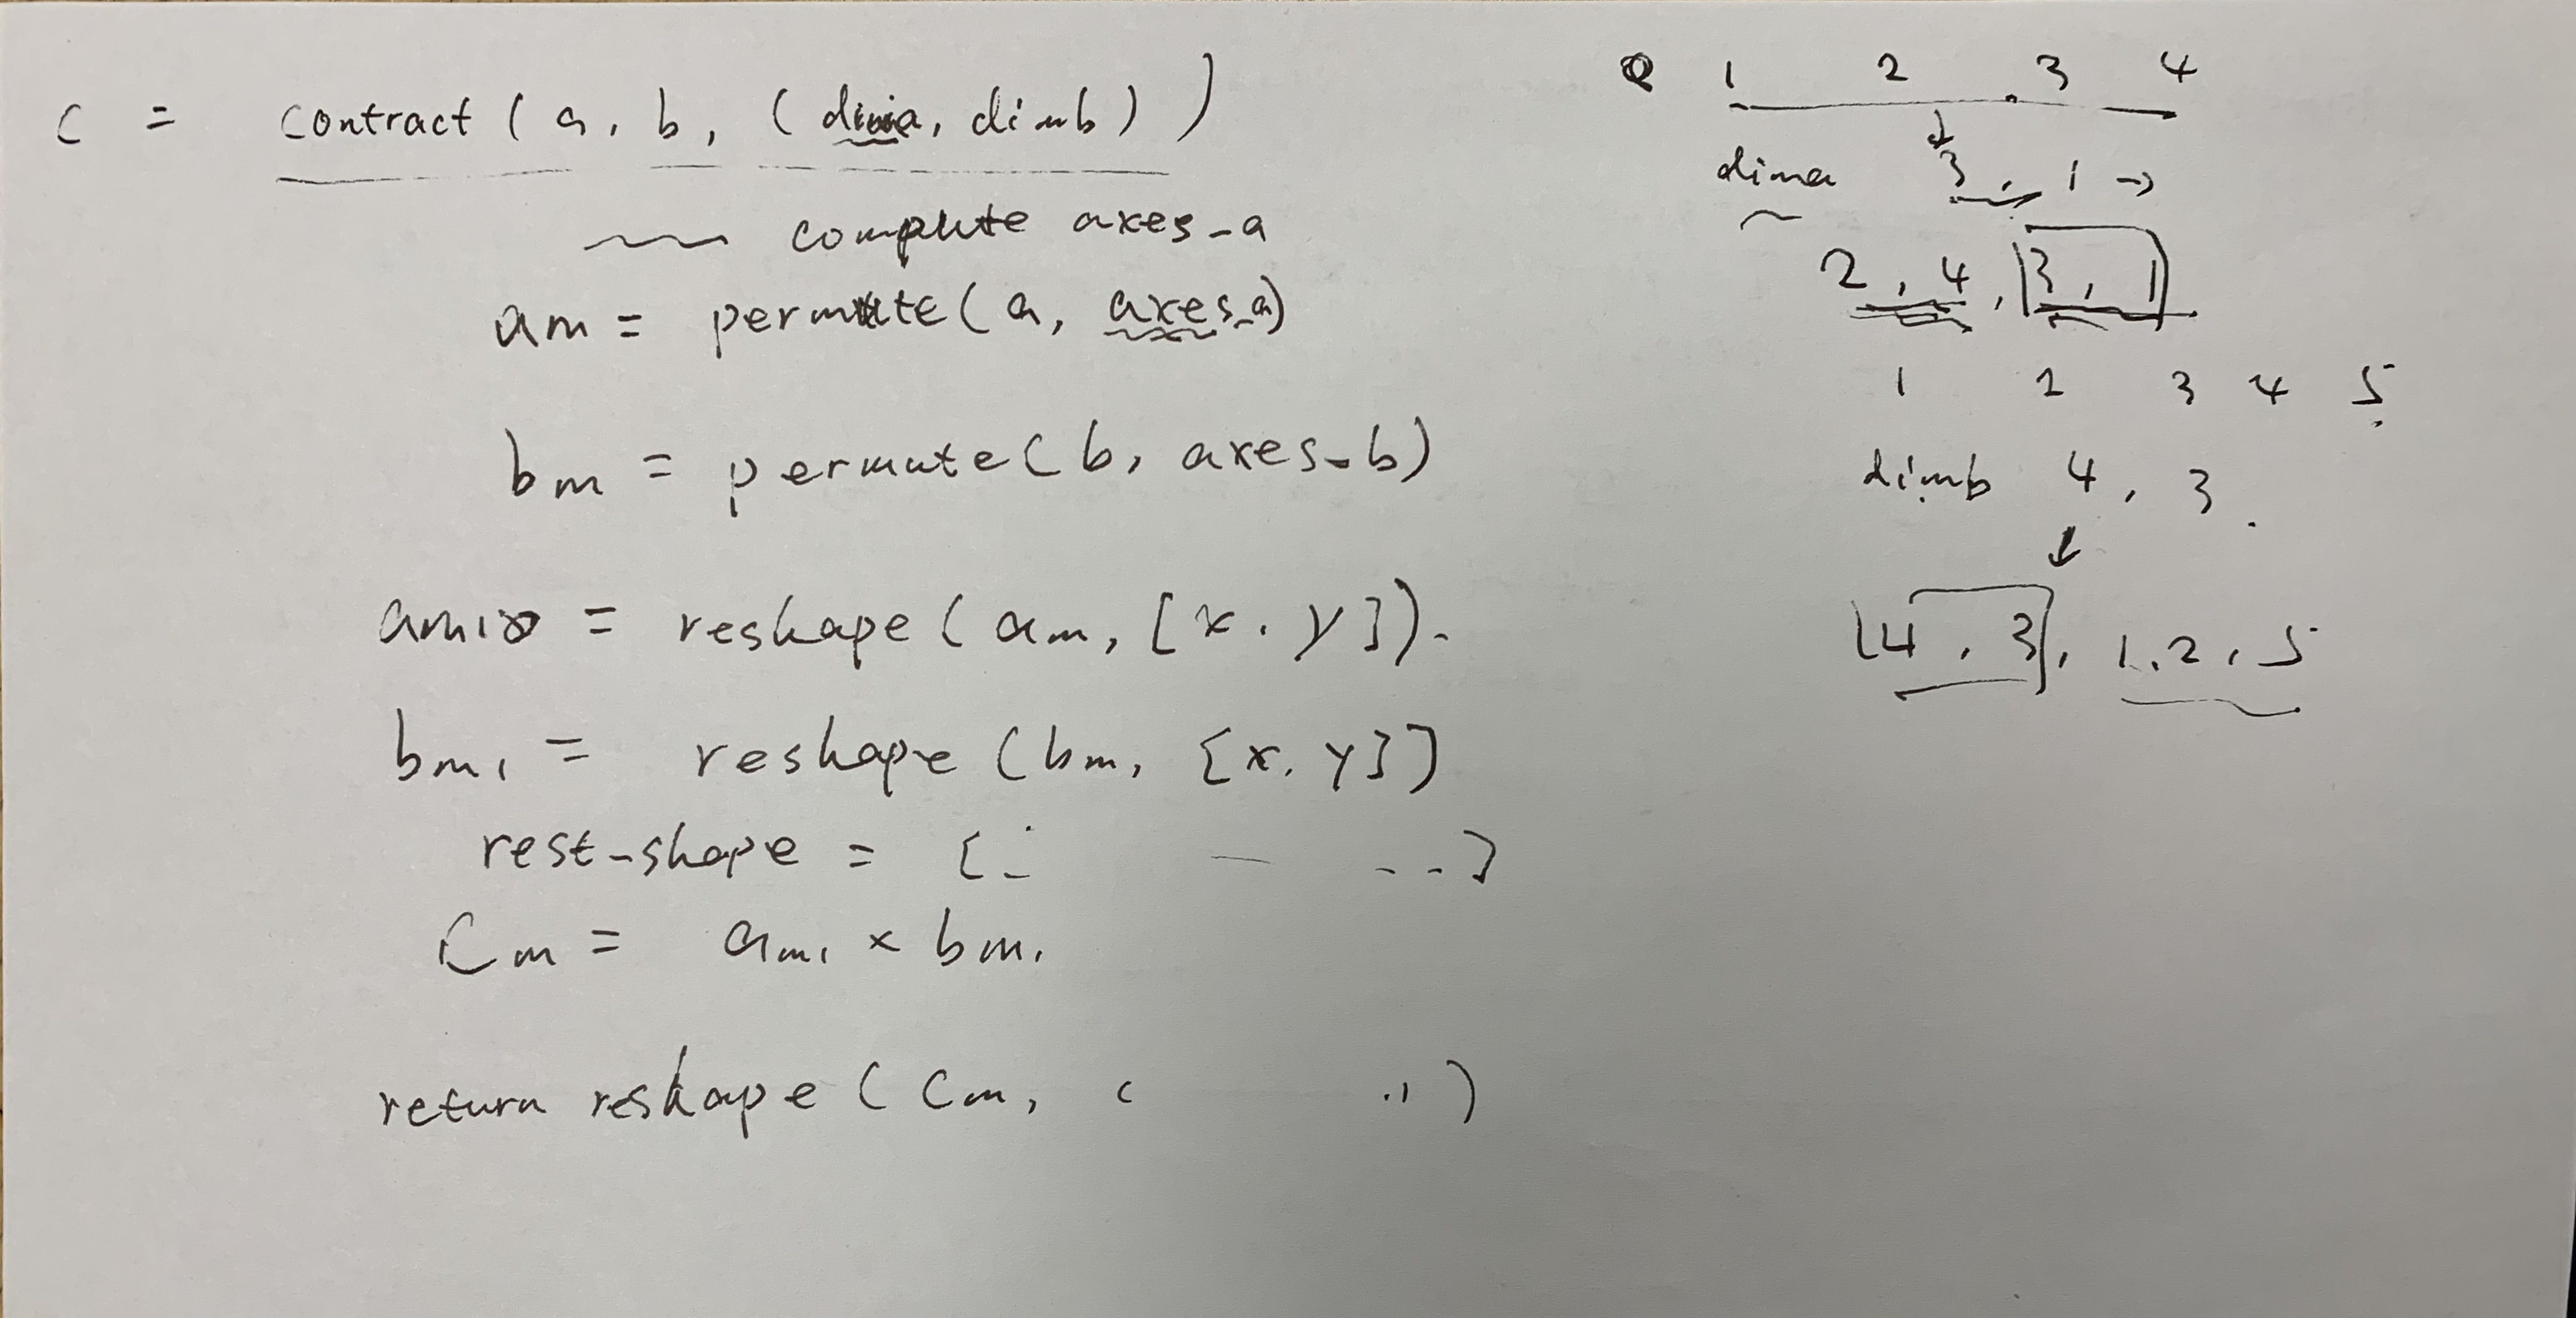 c = contract ( a, b, (dima, dimb) )
compute axes_a
am = permute ( a, axes_a)
bm = permute ( b, axes_b)
am1 = reshape ( am, [x, y]).
bm1 = reshape (bm, [x, y])
rest-shape = [ ... ]
Cm = am1 × bm1
return reshape ( Cm, ( .. )
1 2 3 4
↓
dima 3, 1 →
2, 4, 3, 1
1 2 3 4 5
dimb 4, 3
↓
4, 3, 1, 2, 5